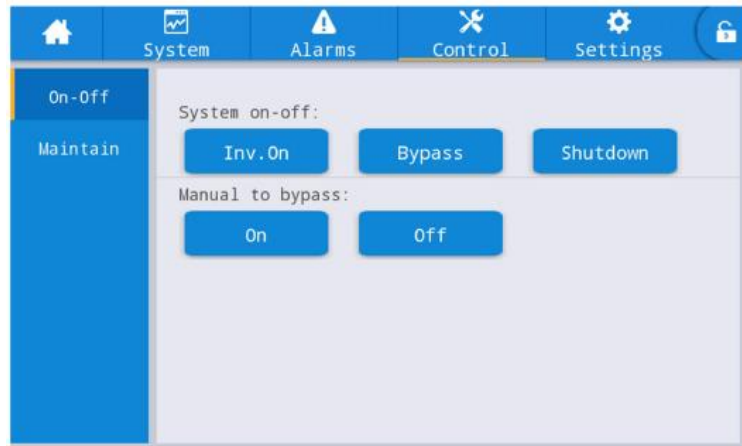 System Alarms Control Settings
On-Off
System on-off:
Maintain
Inv.On Bypass Shutdown
Manual to bypass:
On Off